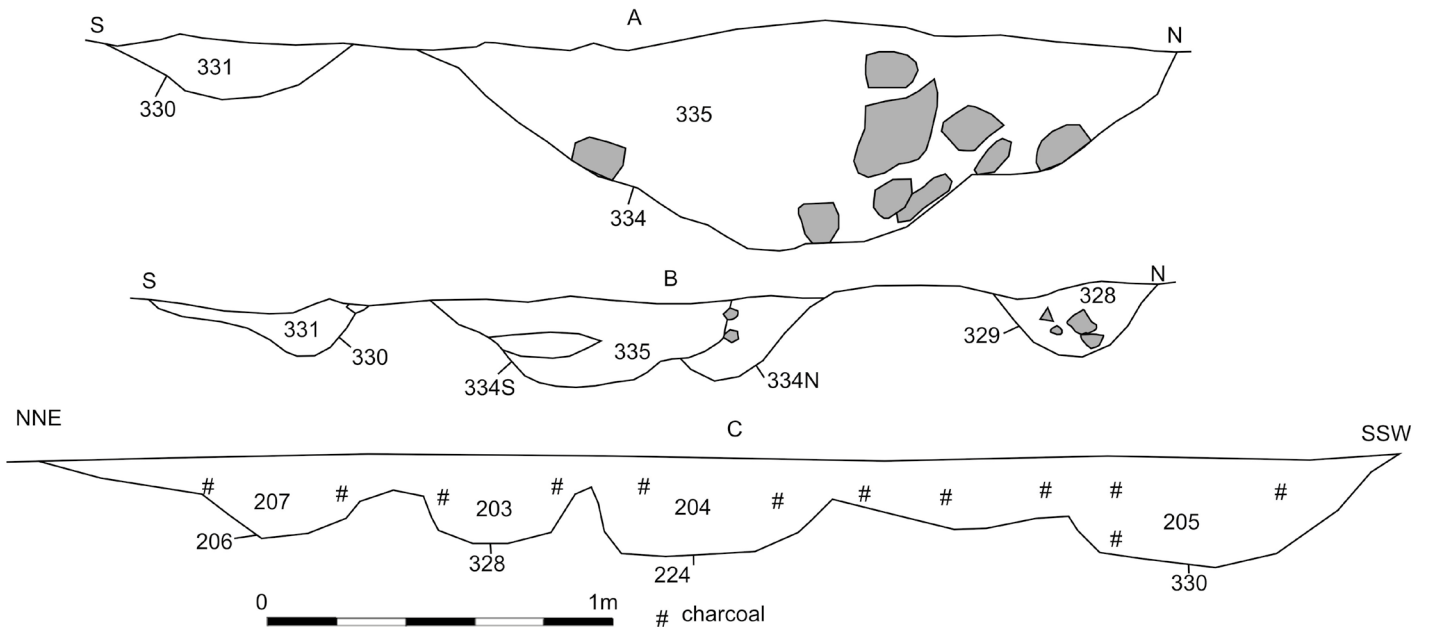 S A N
331
330
335
334
S B N
328
331 330 335 329
334S 334N
NNE C SSW
# # # # # # # # # # #
207 203 204 205
206 #
328 224 330
0 1m
# charcoal